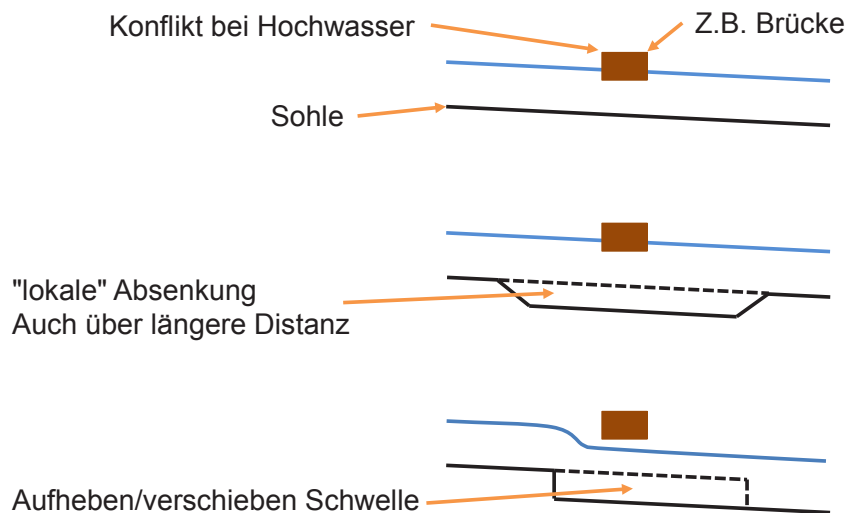 Konflikt bei Hochwasser
Z.B. Brücke
Sohle
"lokale" Absenkung
Auch über längere Distanz
Aufheben/verschieben Schwelle